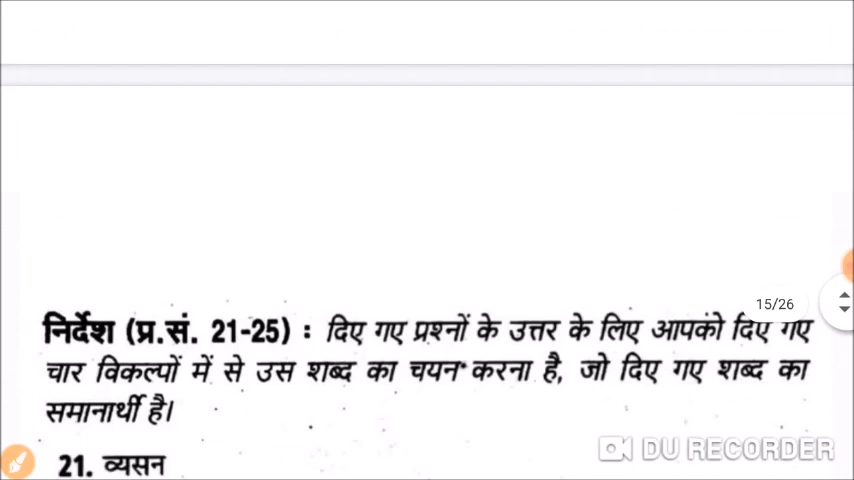 15/26
निर्देश (प्र.सं. 21-25) : दिए गए प्रश्नों के उत्तर के लिए आपको दिए गए
चार विकल्पों में से उस शब्द का चयन करना है, जो दिए गए शब्द का
समानार्थी है।
DU RECORDER
21. व्यसन